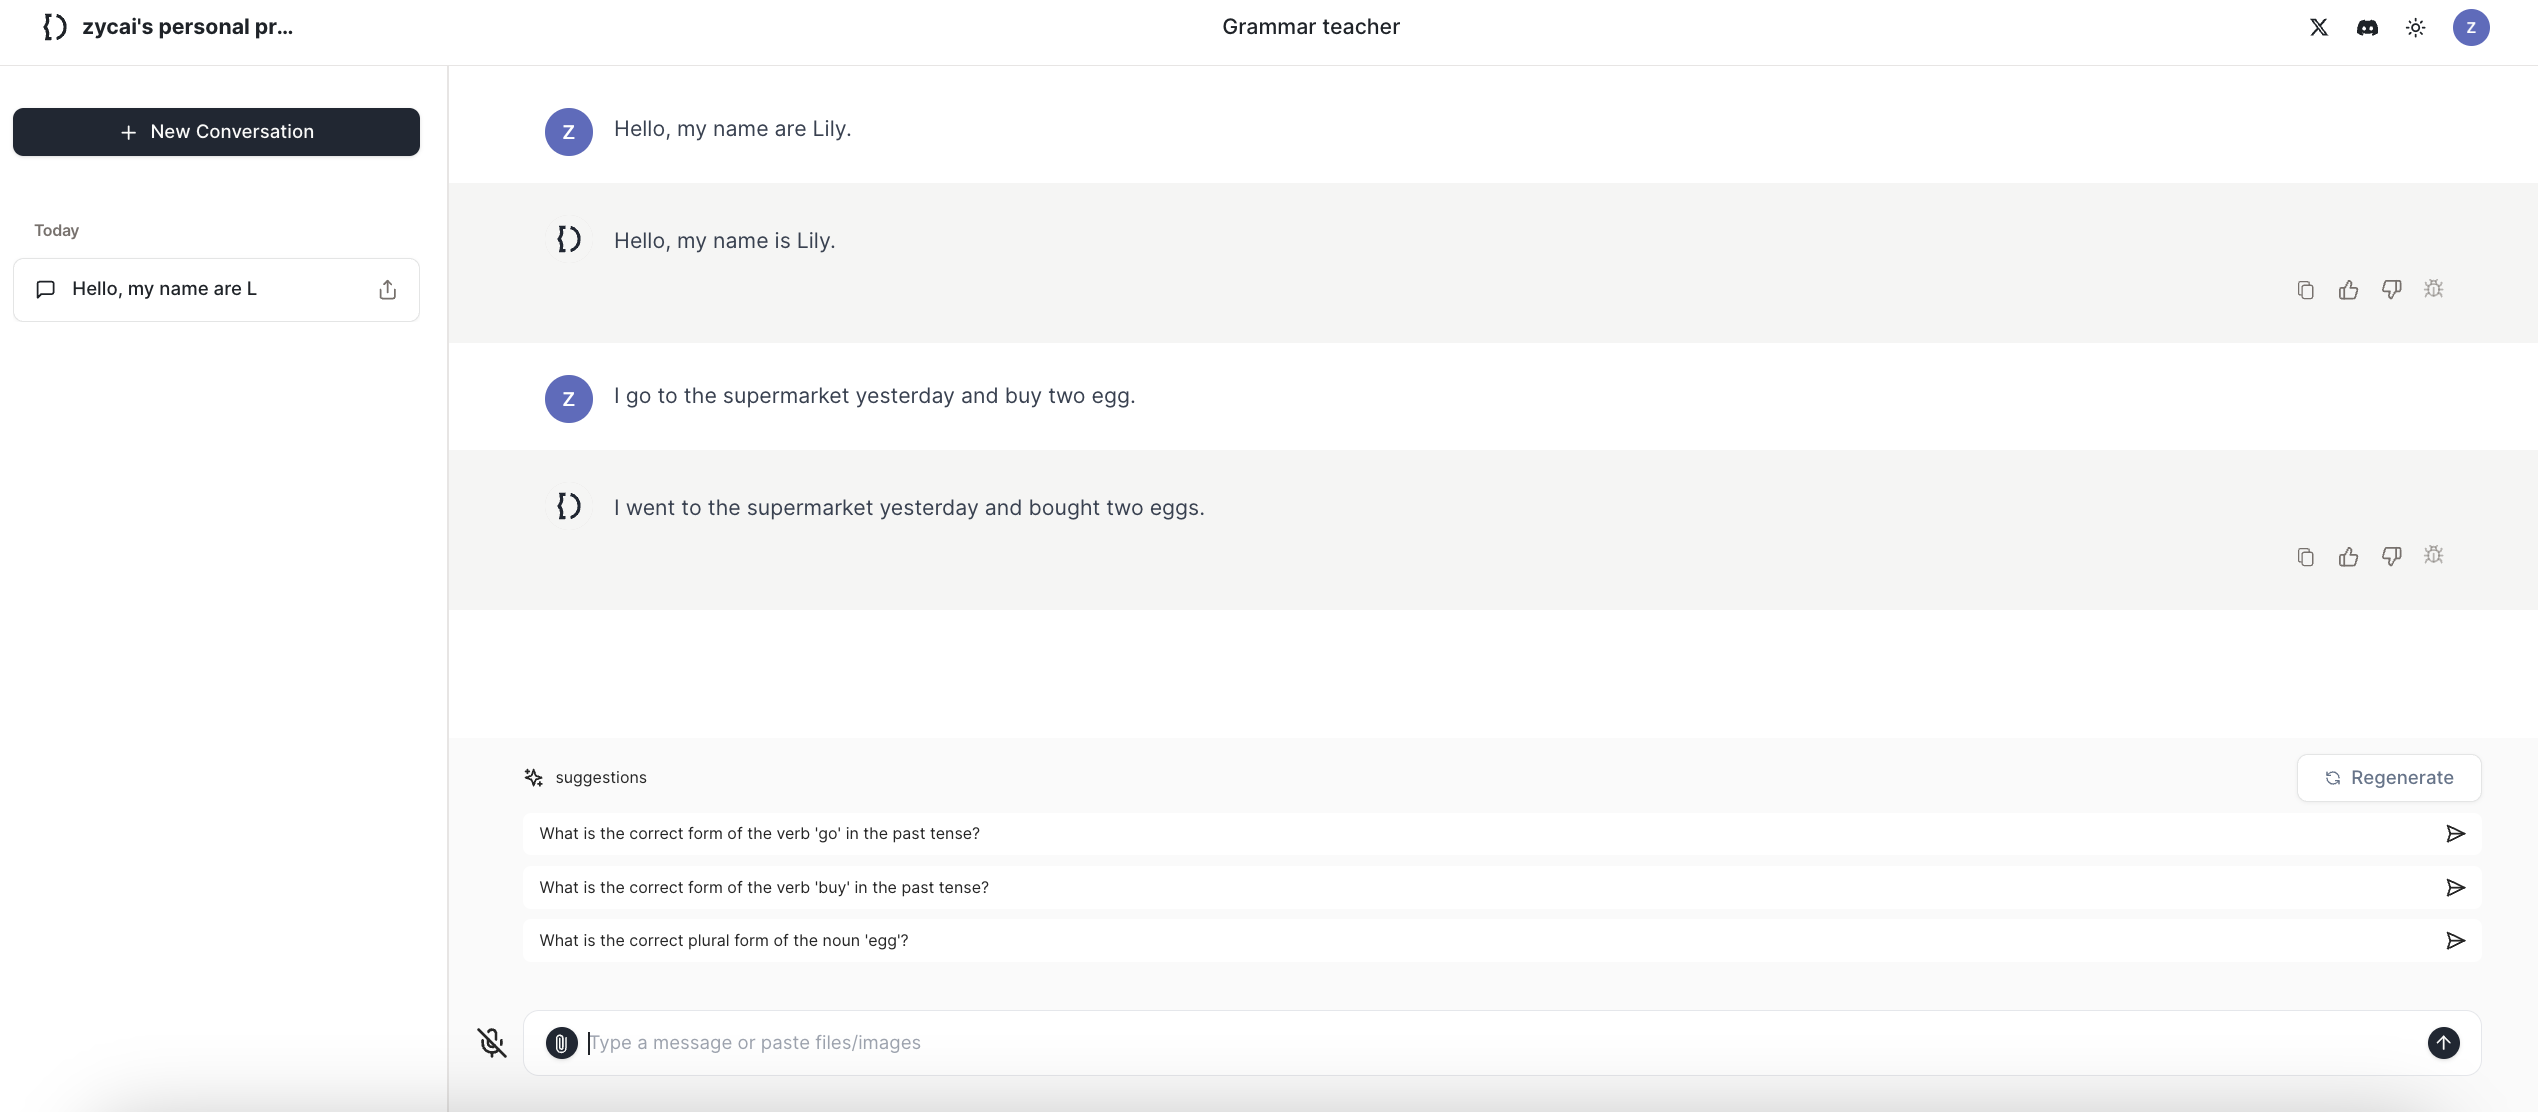 zycai's personal pr...
Grammar teacher
Z
New Conversation
Today
Hello, my name are L
Z
Hello, my name are Lily.
Hello, my name is Lily.
Z
I go to the supermarket yesterday and buy two egg.
I went to the supermarket yesterday and bought two eggs.
suggestions
Regenerate
What is the correct form of the verb 'go' in the past tense?
What is the correct form of the verb 'buy' in the past tense?
What is the correct plural form of the noun 'egg'?
Type a message or paste files/images